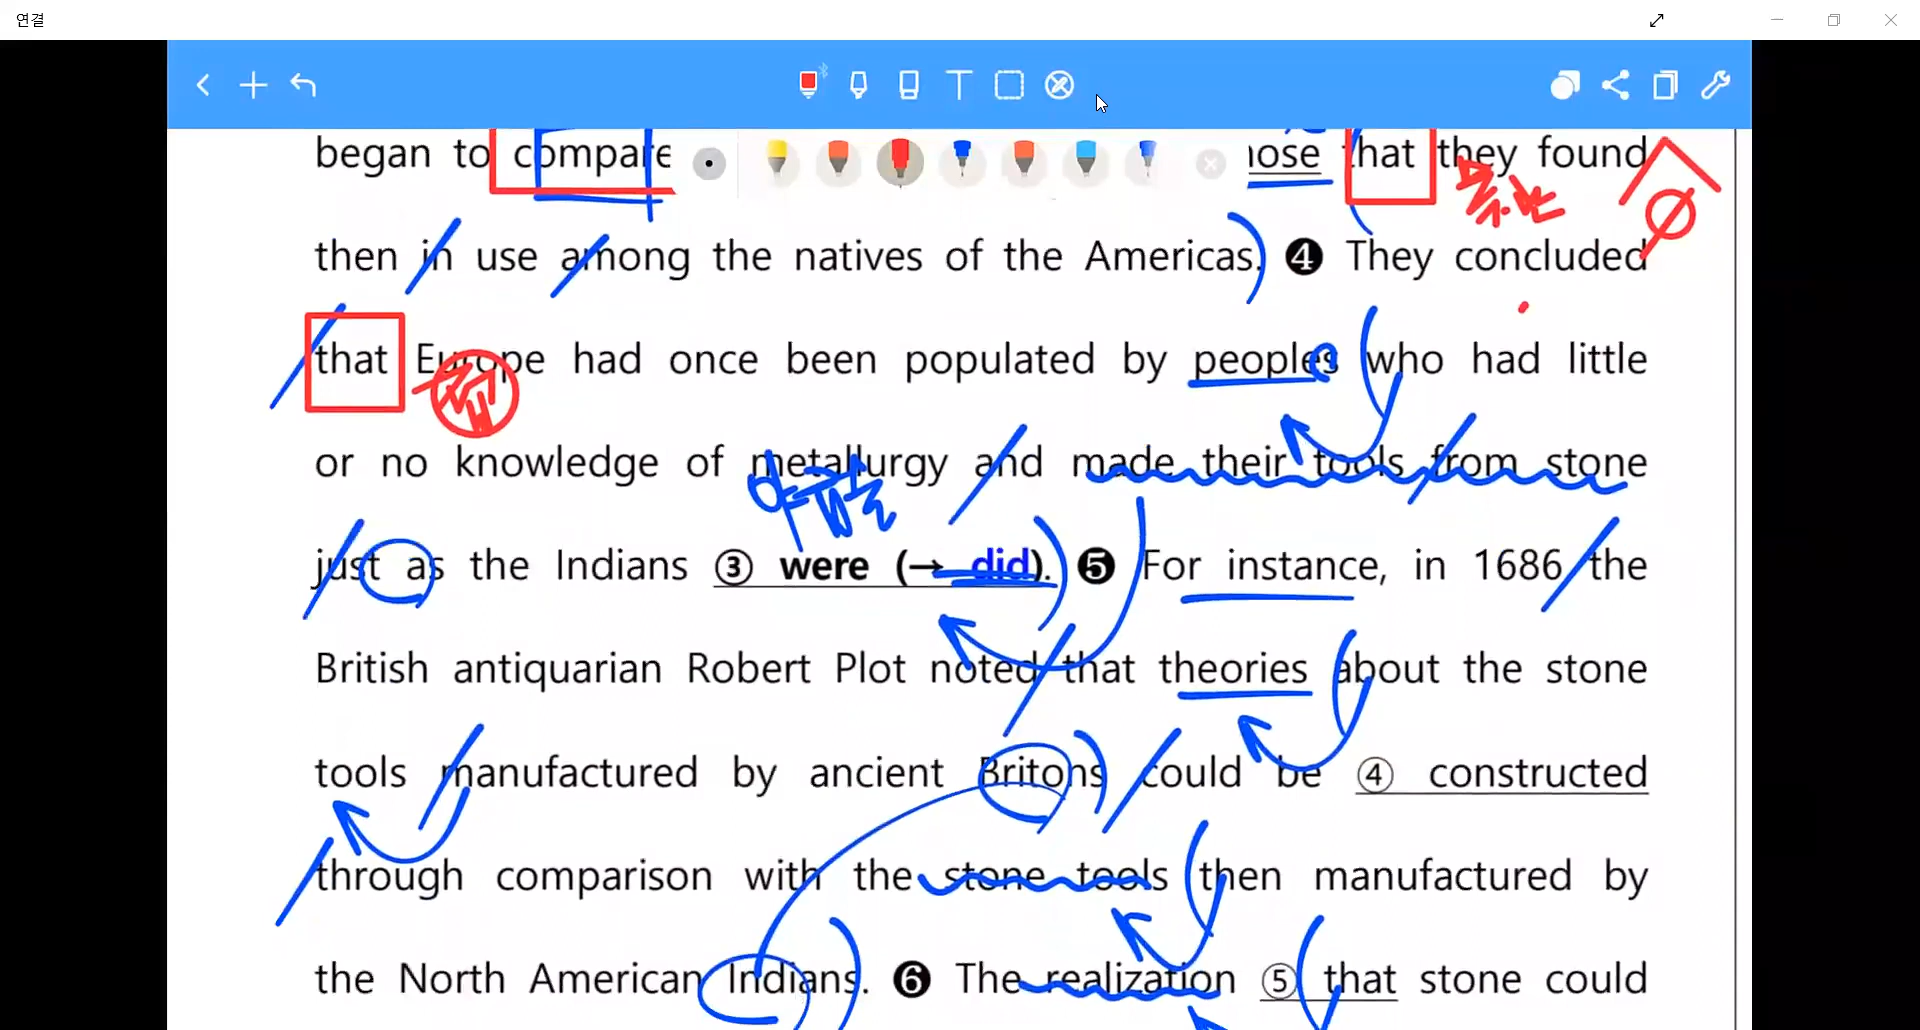 연결
began to compare hose that they found
then in use among the natives of the Americas. ❹ They concluded
that Europe had once been populated by peoples who had little
or no knowledge of metallurgy and made their tools from stone
야금술
just as the Indians ③ were (→ did). ❺ For instance, in 1686 the
British antiquarian Robert Plot noted that theories about the stone
tools manufactured by ancient Britons could be ④ constructed
through comparison with the stone tools then manufactured by
the North American Indians. ❻ The realization ⑤ that stone could